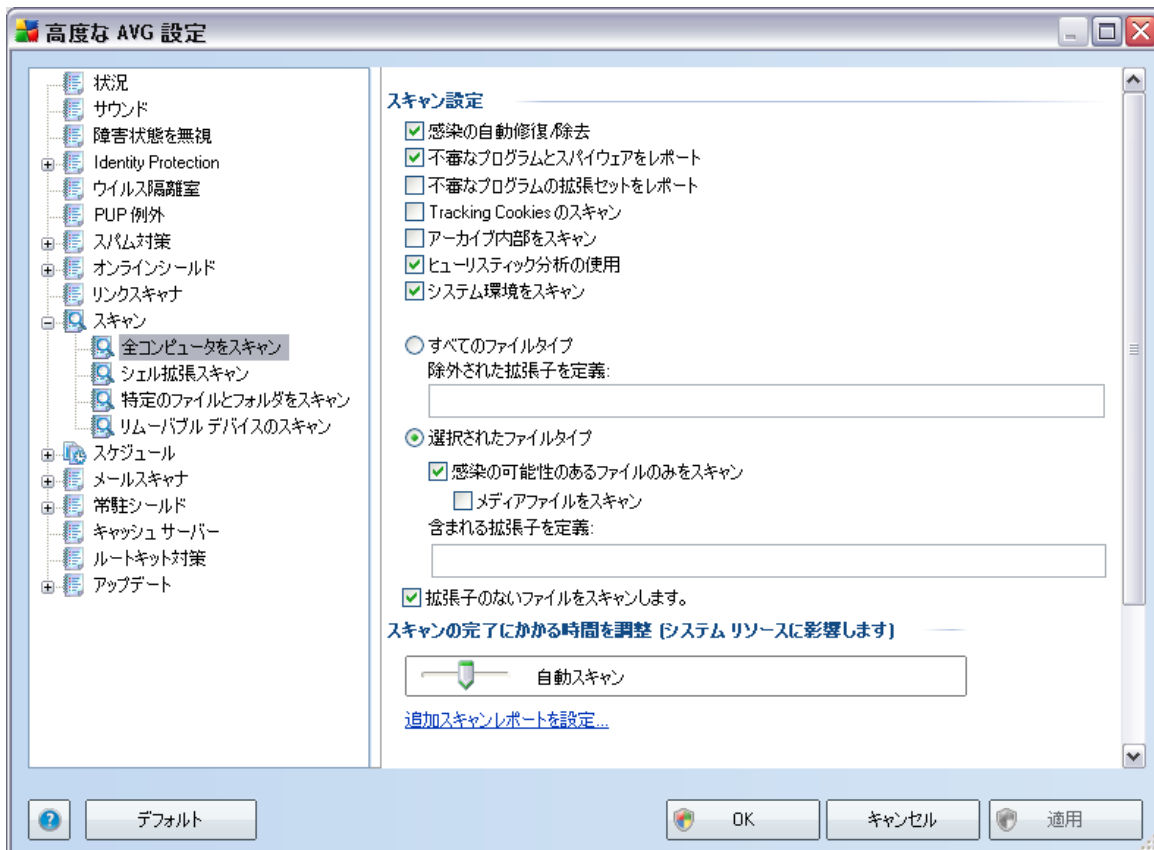 高度な AVG 設定
状況
サウンド
障害状態を無視
Identity Protection
ウイルス隔離室
PUP 例外
スパム対策
オンラインシールド
リンクスキャナ
スキャン
全コンピュータをスキャン
シェル拡張スキャン
特定のファイルとフォルダをスキャン
リムーバブル デバイスのスキャン
スケジュール
メールスキャナ
常駐シールド
キャッシュ サーバー
ルートキット対策
アップデート
スキャン設定
感染の自動修復/除去
不審なプログラムとスパイウェアをレポート
不審なプログラムの拡張セットをレポート
Tracking Cookies のスキャン
アーカイブ内部をスキャン
ヒューリスティック分析の使用
システム環境をスキャン
すべてのファイルタイプ
除外された拡張子を定義:
選択されたファイルタイプ
感染の可能性のあるファイルのみをスキャン
メディアファイルをスキャン
含まれる拡張子を定義:
拡張子のないファイルをスキャンします。
スキャンの完了にかかる時間を調整 (システム リソースに影響します)
自動スキャン
追加スキャンレポートを設定...
デフォルト
OK
キャンセル
適用